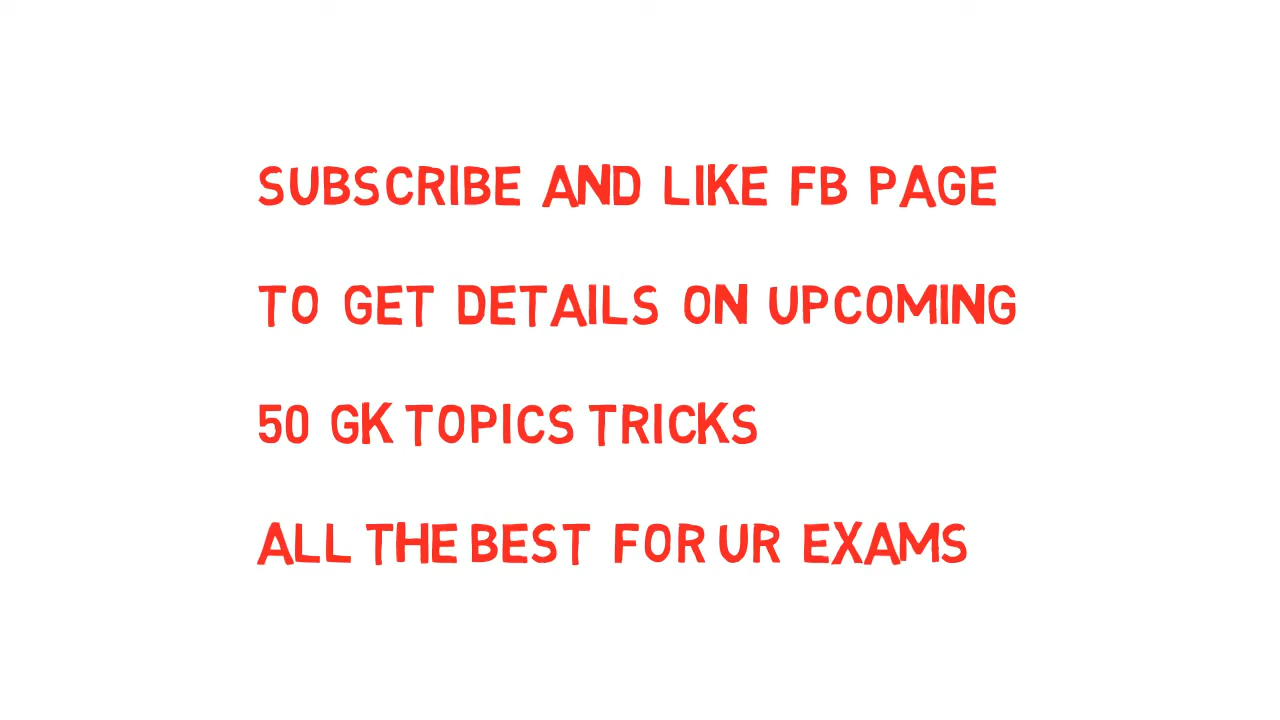 SUBSCRIBE AND LIKE FB PAGE
TO GET DETAILS ON UPCOMING
50 GK TOPICS TRICKS
ALL THE BEST FOR UR EXAMS